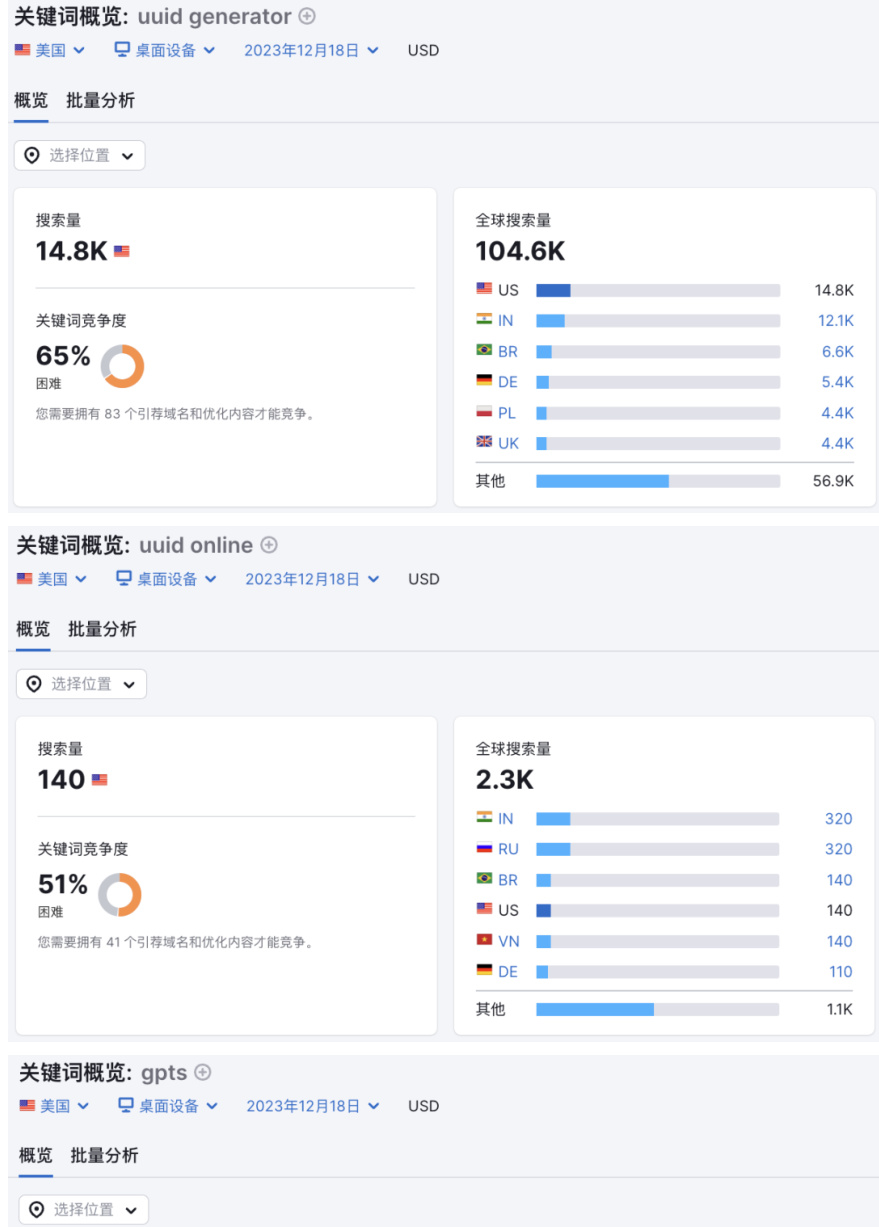 关键词概览: uuid generator
美国 桌面设备 2023年12月18日 USD
概览 批量分析
选择位置
搜索量
14.8K
关键词竞争度
65%
困难
您需要拥有 83 个引荐域名和优化内容才能竞争。
全球搜索量
104.6K
US 14.8K
IN 12.1K
BR 6.6K
DE 5.4K
PL 4.4K
UK 4.4K
其他 56.9K
关键词概览: uuid online
美国 桌面设备 2023年12月18日 USD
概览 批量分析
选择位置
搜索量
140
关键词竞争度
51%
困难
您需要拥有 41 个引荐域名和优化内容才能竞争。
全球搜索量
2.3K
IN 320
RU 320
BR 140
US 140
VN 140
DE 110
其他 1.1K
关键词概览: gpts
美国 桌面设备 2023年12月18日 USD
概览 批量分析
选择位置